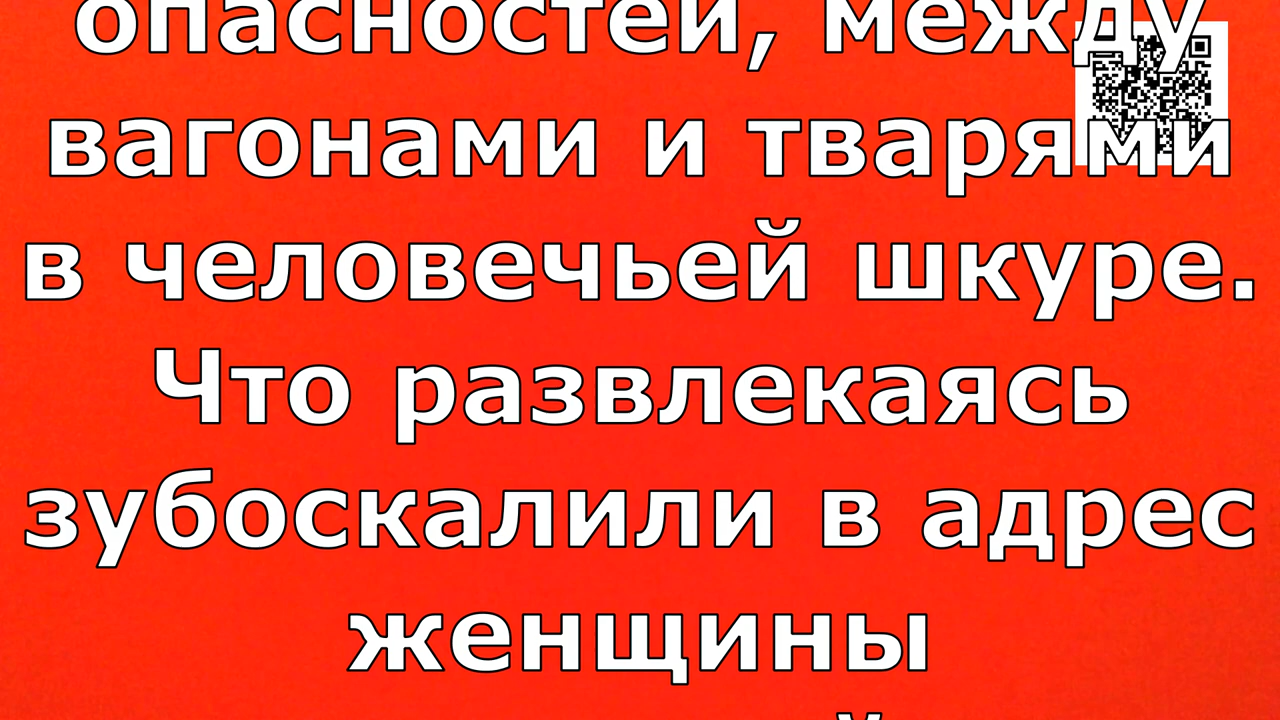 опасностей, между
вагонами и тварями
в человечьей шкуре.
Что развлекаясь
зубоскалили в адрес
женщины